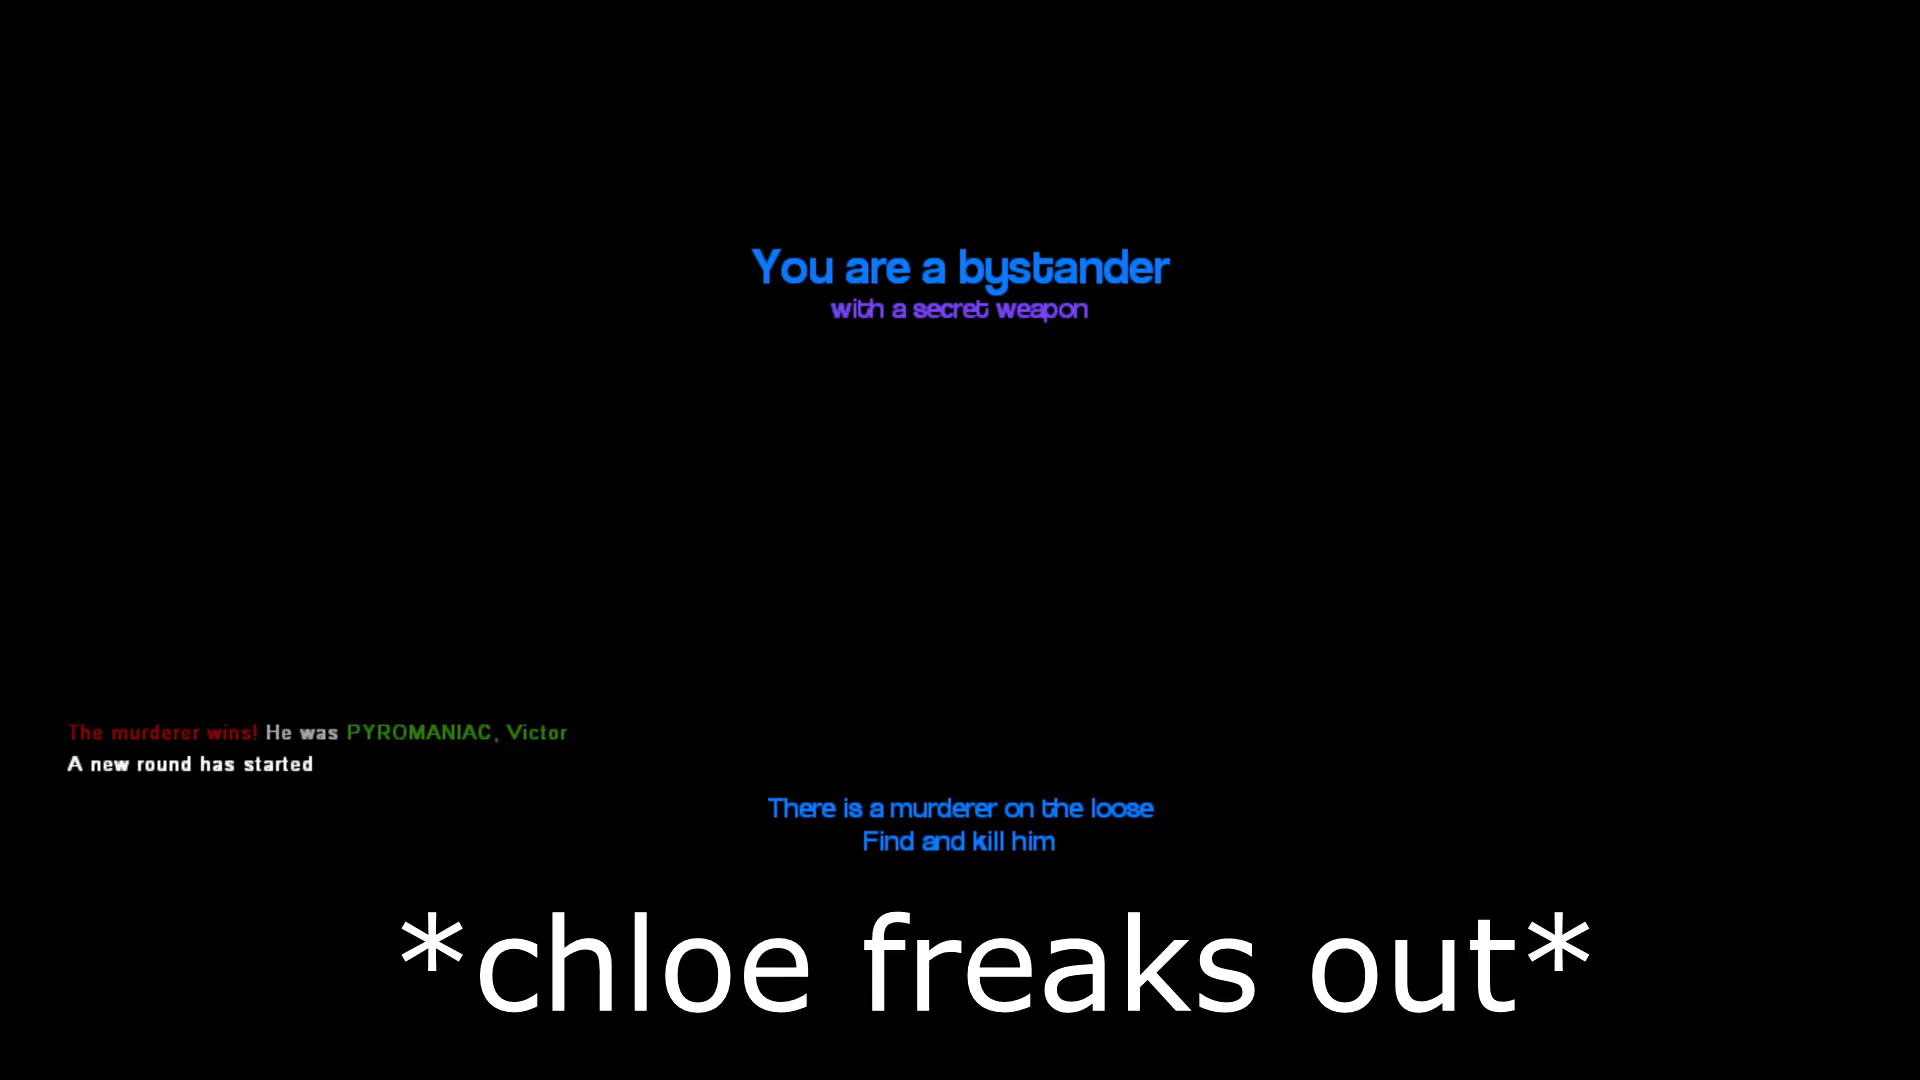 You are a bystander
with a secret weapon
The murderer wins! He was PYROMANIAC, Victor
A new round has started
There is a murderer on the loose
Find and kill him
*chloe freaks out*